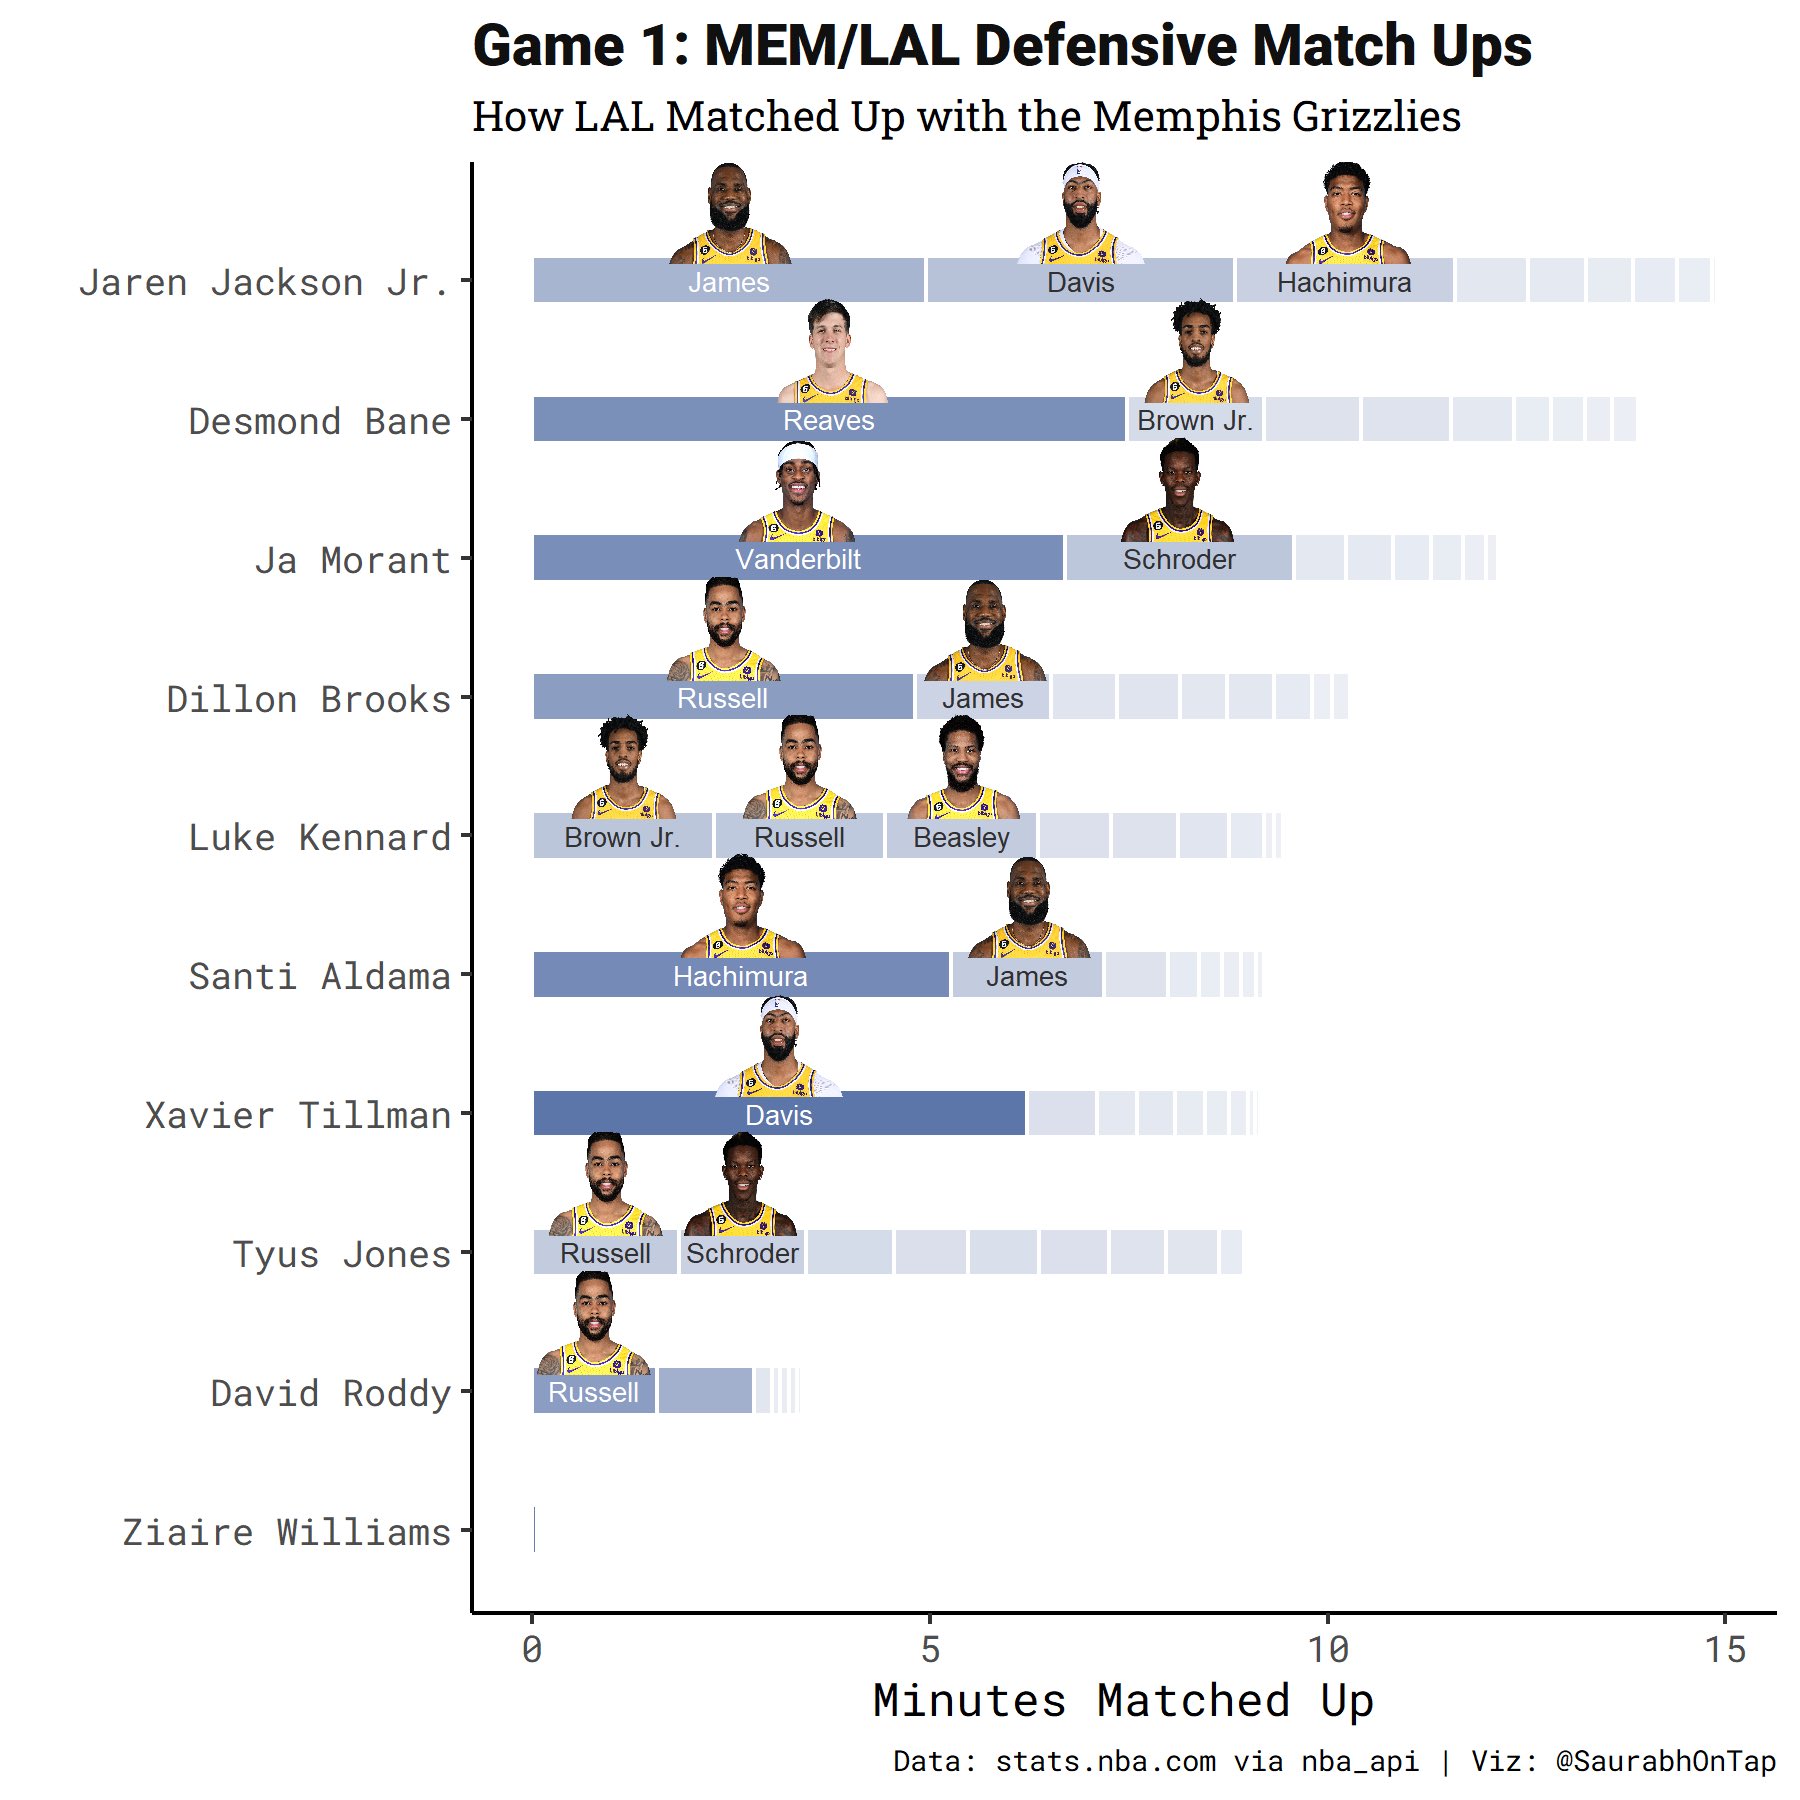 Game 1: MEM/LAL Defensive Match Ups
How LAL Matched Up with the Memphis Grizzlies
Jaren Jackson Jr.
James
Davis
Hachimura
Desmond Bane
Reaves
Brown Jr.
Ja Morant
Vanderbilt
Schroder
Dillon Brooks
Russell
James
Luke Kennard
Brown Jr.
Russell
Beasley
Santi Aldama
Hachimura
James
Xavier Tillman
Davis
Tyus Jones
Russell
Schroder
David Roddy
Russell
Ziaire Williams
0 5 10 15
Minutes Matched Up
Data: stats.nba.com via nba_api | Viz: @SaurabhOnTap